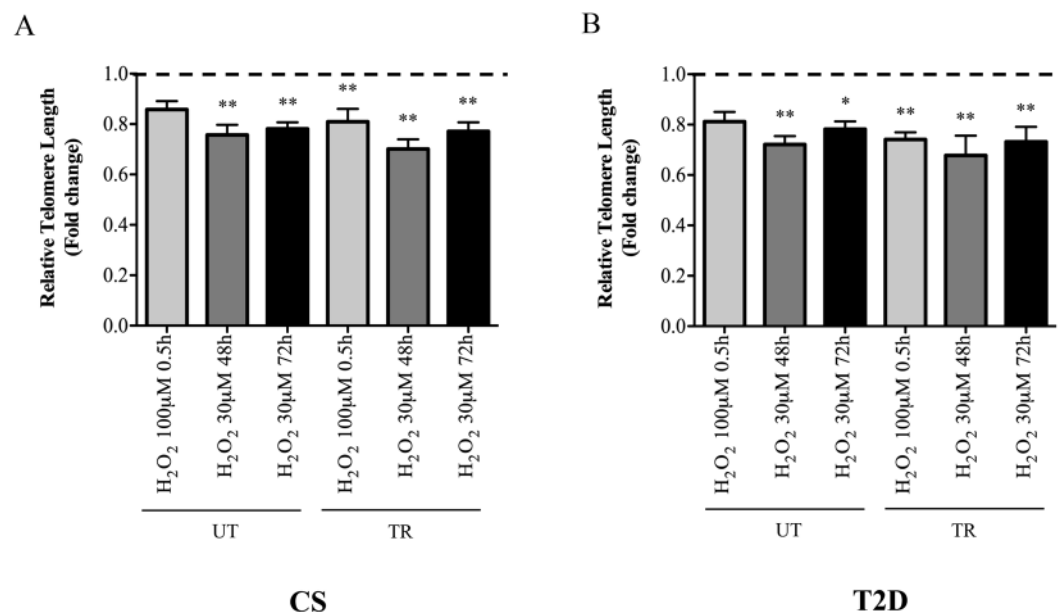 A
Relative Telomere Length
(Fold change)
1.0
0.8
0.6
0.4
0.2
0.0
**
**
**
**
**
H₂O₂ 100µM 0.5h
H₂O₂ 30µM 48h
H₂O₂ 30µM 72h
H₂O₂ 100µM 0.5h
H₂O₂ 30µM 48h
H₂O₂ 30µM 72h
UT
TR
CS
B
Relative Telomere Length
(Fold change)
1.0
0.8
0.6
0.4
0.2
0.0
**
*
**
**
**
H₂O₂ 100µM 0.5h
H₂O₂ 30µM 48h
H₂O₂ 30µM 72h
H₂O₂ 100µM 0.5h
H₂O₂ 30µM 48h
H₂O₂ 30µM 72h
UT
TR
T2D